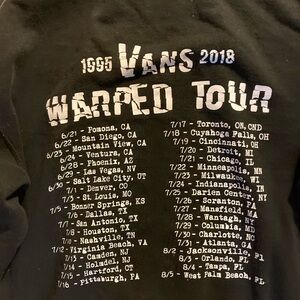 1995 VANS 2018
WARPED TOUR
6/21 - Pomona, CA
6/22 - San Diego, CA
6/23 - Mountain View, CA
6/24 - Ventura, CA
6/28 - Phoenix, AZ
6/29 - Las Vegas, NV
6/30 - Salt Lake City, UT
7/1 - Denver, CO
7/3 - St. Louis, MO
7/5 - Bonner Springs, KS
7/6 - Dallas, TX
7/7 - San Antonio, TX
7/8 - Houston, TX
7/10 - Nashville, TN
7/12 - Virginia Beach, VA
7/13 - Camden, NJ
7/14 - Holmdel, NJ
7/15 - Hartford, CT
7/16 - Pittsburgh, PA
7/17 - Toronto, ON, CND
7/18 - Cuyahoga Falls, OH
7/19 - Cincinnati, OH
7/20 - Detroit, MI
7/21 - Chicago, IL
7/22 - Minneapolis, MN
7/23 - Milwaukee, WI
7/24 - Indianapolis, IN
7/25 - Darien Center, NY
7/26 - Scranton, PA
7/27 - Mansfield, MA
7/28 - Wantagh, NY
7/29 - Columbia, MD
7/30 - Charlotte, NC
7/31 - Atlanta, GA
8/2 - Jacksonville, FL
8/3 - Orlando, FL
8/4 - Tampa, FL
8/5 - West Palm Beach, FL